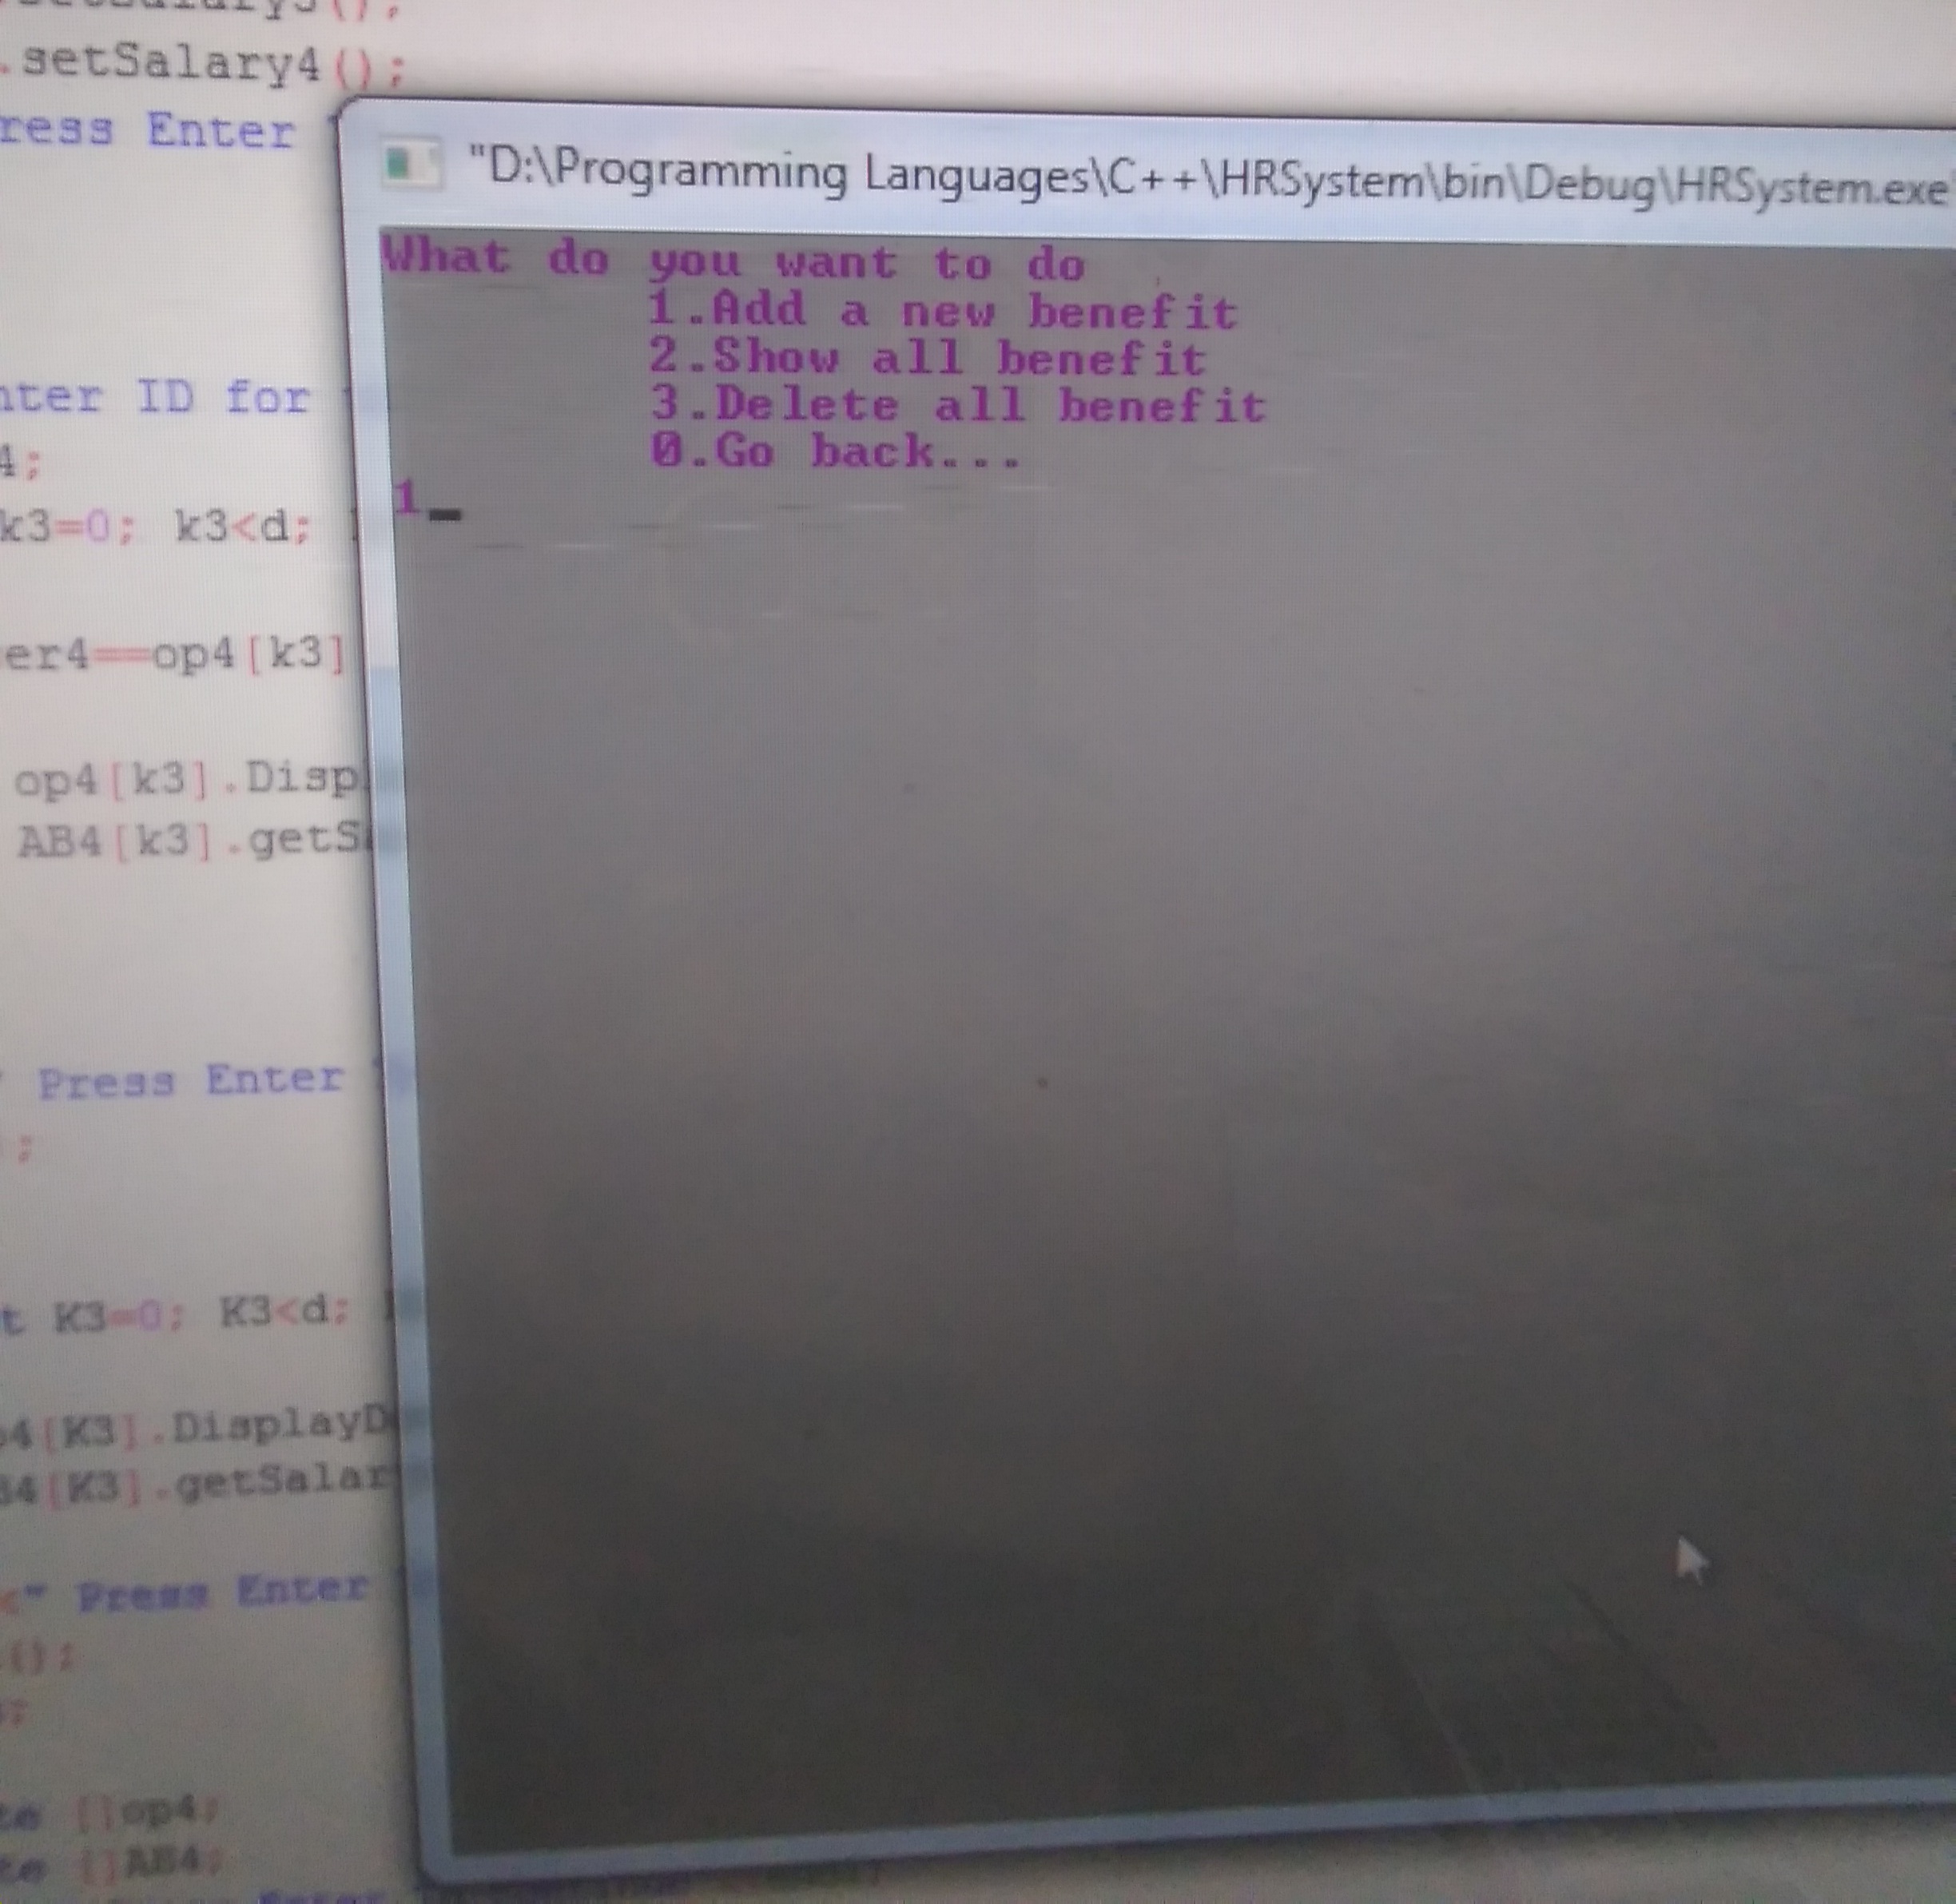 .setSalary4();
ress Enter
"D:\Programming Languages\C++\HRSystem\bin\Debug\HRSystem.exe"
What do you want to do
1.Add a new benefit
2.Show all benefit
3.Delete all benefit
0.Go back...
1_
nter ID for
4;
k3=0; k3<d;
er4==op4[k3]
op4[k3].Disp
AB4[k3].getSa
Press Enter
;
t K3=0; K3<d;
p4[K3].DisplayD
B4[K3].getSalar
<" Press Enter
();
;
te []op4;
te []AB4;